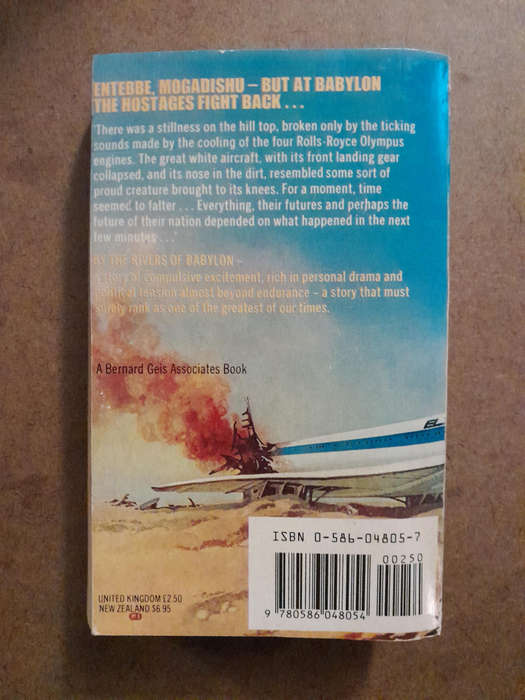 ENTEBBE, MOGADISHU – BUT AT BABYLON
THE HOSTAGES FIGHT BACK . . .
'There was a stillness on the hill top, broken only by the ticking
sounds made by the cooling of the four Rolls-Royce Olympus
engines. The great white aircraft, with its front landing gear
collapsed, and its nose in the dirt, resembled some sort of
proud creature brought to its knees. For a moment, time
seemed to falter . . . Everything, their futures and perhaps the
future of their nation depended on what happened in the next
few minutes . . .'
BY THE RIVERS OF BABYLON –
a story of compulsive excitement, rich in personal drama and
political tension almost beyond endurance – a story that must
surely rank as one of the greatest of our times.
A Bernard Geis Associates Book
EL
ISBN 0-586-04805-7
00250
9 780586 048054
UNITED KINGDOM £2.50
NEW ZEALAND $6.95